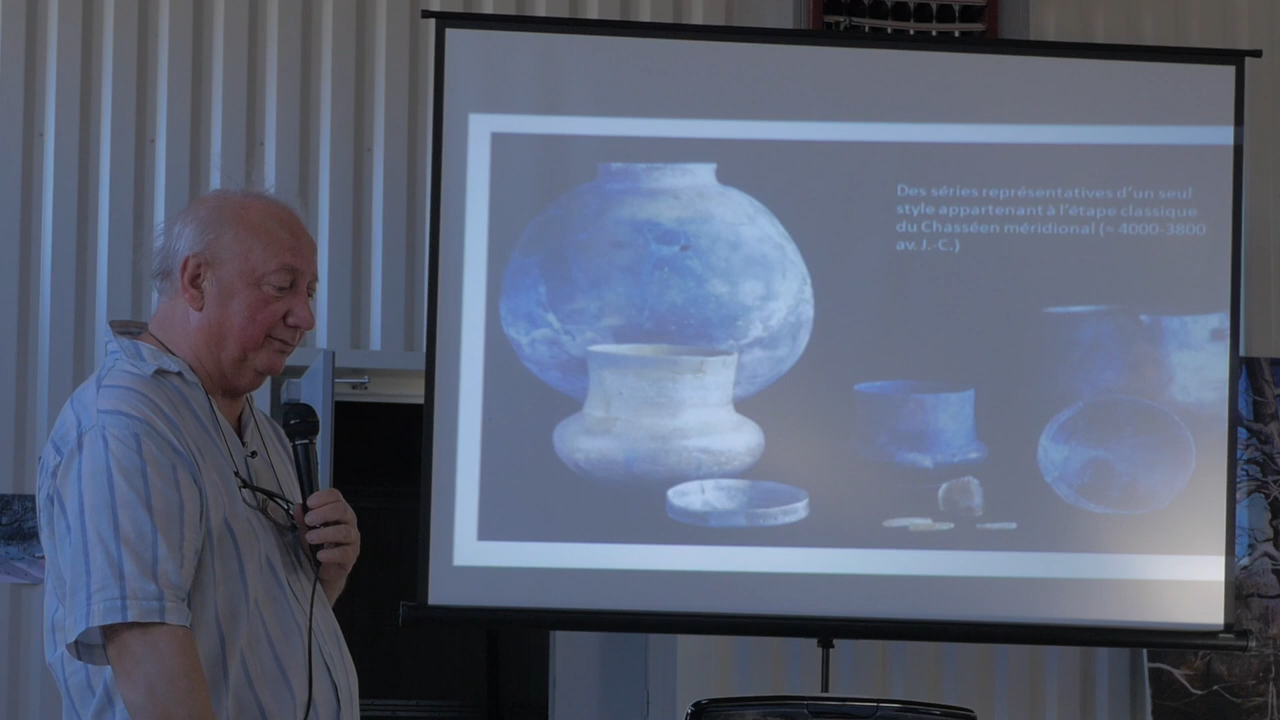 Des séries représentatives d'un seul
style appartenant à l'étape classique
du Chasséen méridional (≈ 4000-3800
av. J.-C.)